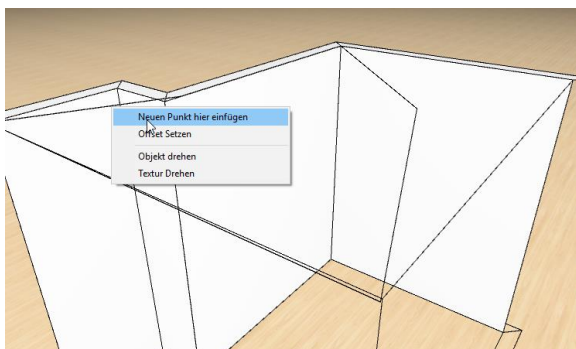 Neuen Punkt hier einfügen
Offset Setzen
Objekt drehen
Textur Drehen